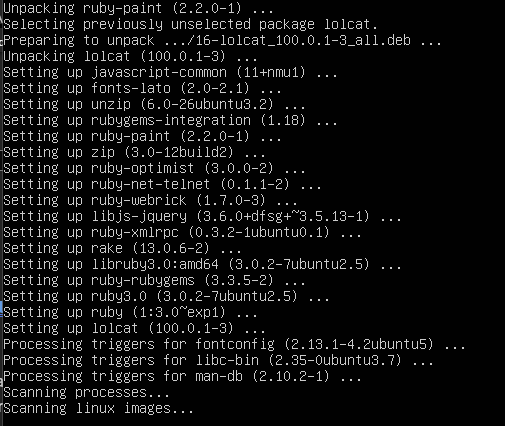 Unpacking ruby-paint (2.2.0-1) ...
Selecting previously unselected package lolcat.
Preparing to unpack .../16-lolcat_100.0.1-3_all.deb ...
Unpacking lolcat (100.0.1-3) ...
Setting up javascript-common (11+nmu1) ...
Setting up fonts-lato (2.0-2.1) ...
Setting up unzip (6.0-26ubuntu3.2) ...
Setting up rubygems-integration (1.18) ...
Setting up ruby-paint (2.2.0-1) ...
Setting up zip (3.0-12build2) ...
Setting up ruby-optimist (3.0.0-2) ...
Setting up ruby-net-telnet (0.1.1-2) ...
Setting up ruby-webrick (1.7.0-3) ...
Setting up libjs-jquery (3.6.0+dfsg+~3.5.13-1) ...
Setting up ruby-xmlrpc (0.3.2-1ubuntu0.1) ...
Setting up rake (13.0.6-2) ...
Setting up libruby3.0:amd64 (3.0.2-7ubuntu2.5) ...
Setting up ruby-rubygems (3.3.5-2) ...
Setting up ruby3.0 (3.0.2-7ubuntu2.5) ...
Setting up ruby (1:3.0~exp1) ...
Setting up lolcat (100.0.1-3) ...
Processing triggers for fontconfig (2.13.1-4.2ubuntu5) ...
Processing triggers for libc-bin (2.35-0ubuntu3.7) ...
Processing triggers for man-db (2.10.2-1) ...
Scanning processes...
Scanning linux images...